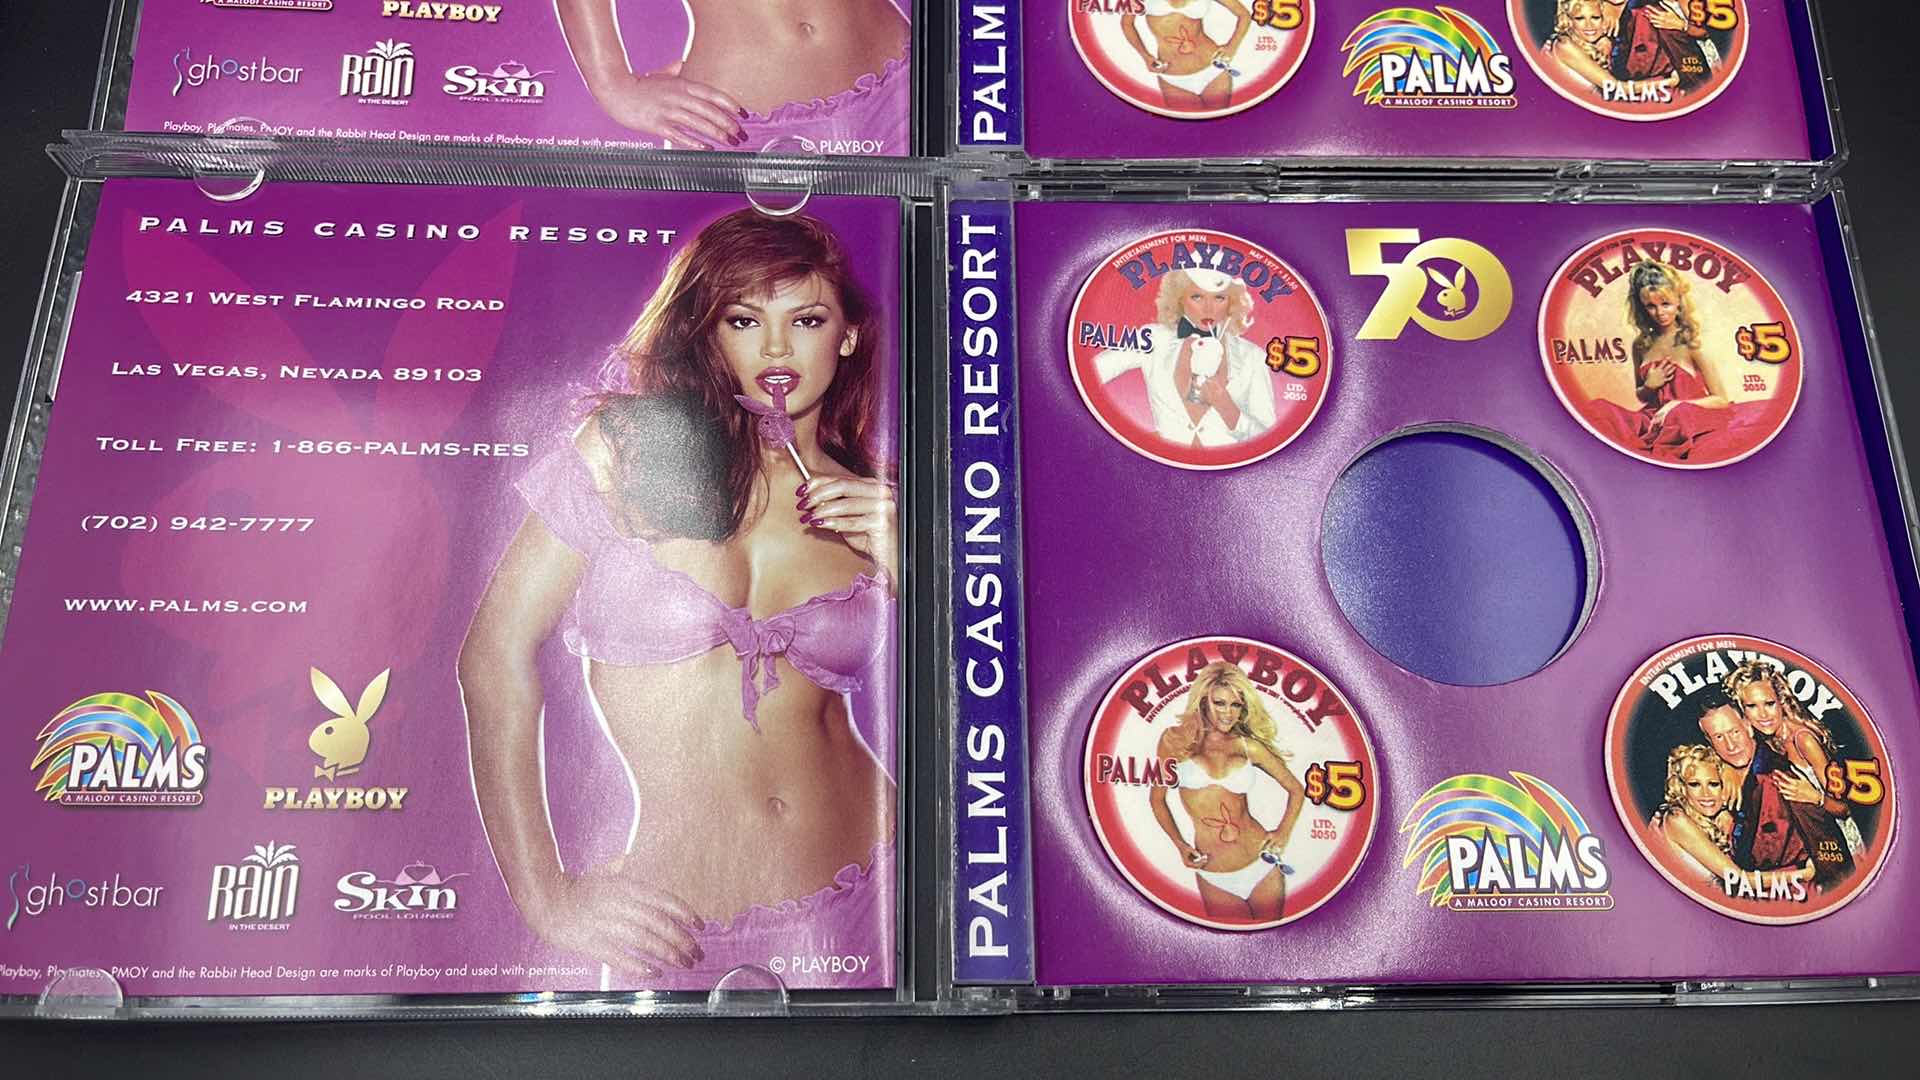 PLAYBOY
ghostbar
RAIN
IN THE DESERT
SKIN
POOL LOUNGE
Playboy, Playmates, PMOY and the Rabbit Head Design are marks of Playboy and used with permission.
© PLAYBOY
PALMS
$5
LTD.
3050
PALMS
A MALOOF CASINO RESORT
$5
LTD.
3050
PALMS
PALM
PALMS CASINO RESORT
4321 WEST FLAMINGO ROAD
LAS VEGAS, NEVADA 89103
TOLL FREE: 1-866-PALMS-RES
(702) 942-7777
WWW.PALMS.COM
PALMS
A MALOOF CASINO RESORT
PLAYBOY
ghostbar
RAIN
IN THE DESERT
SKIN
POOL LOUNGE
Playboy, Playmates, PMOY and the Rabbit Head Design are marks of Playboy and used with permission.
© PLAYBOY
PALMS CASINO RESORT
ENTERTAINMENT FOR MEN
MAY 1977 • $1.50
PLAYBOY
PALMS
$5
LTD.
3050
50
PLAYBOY
PALMS
$5
LTD.
3050
PLAYBOY
PALMS
$5
LTD.
3050
PALMS
A MALOOF CASINO RESORT
ENTERTAINMENT FOR MEN
PLAYBOY
$5
LTD.
3050
PALMS